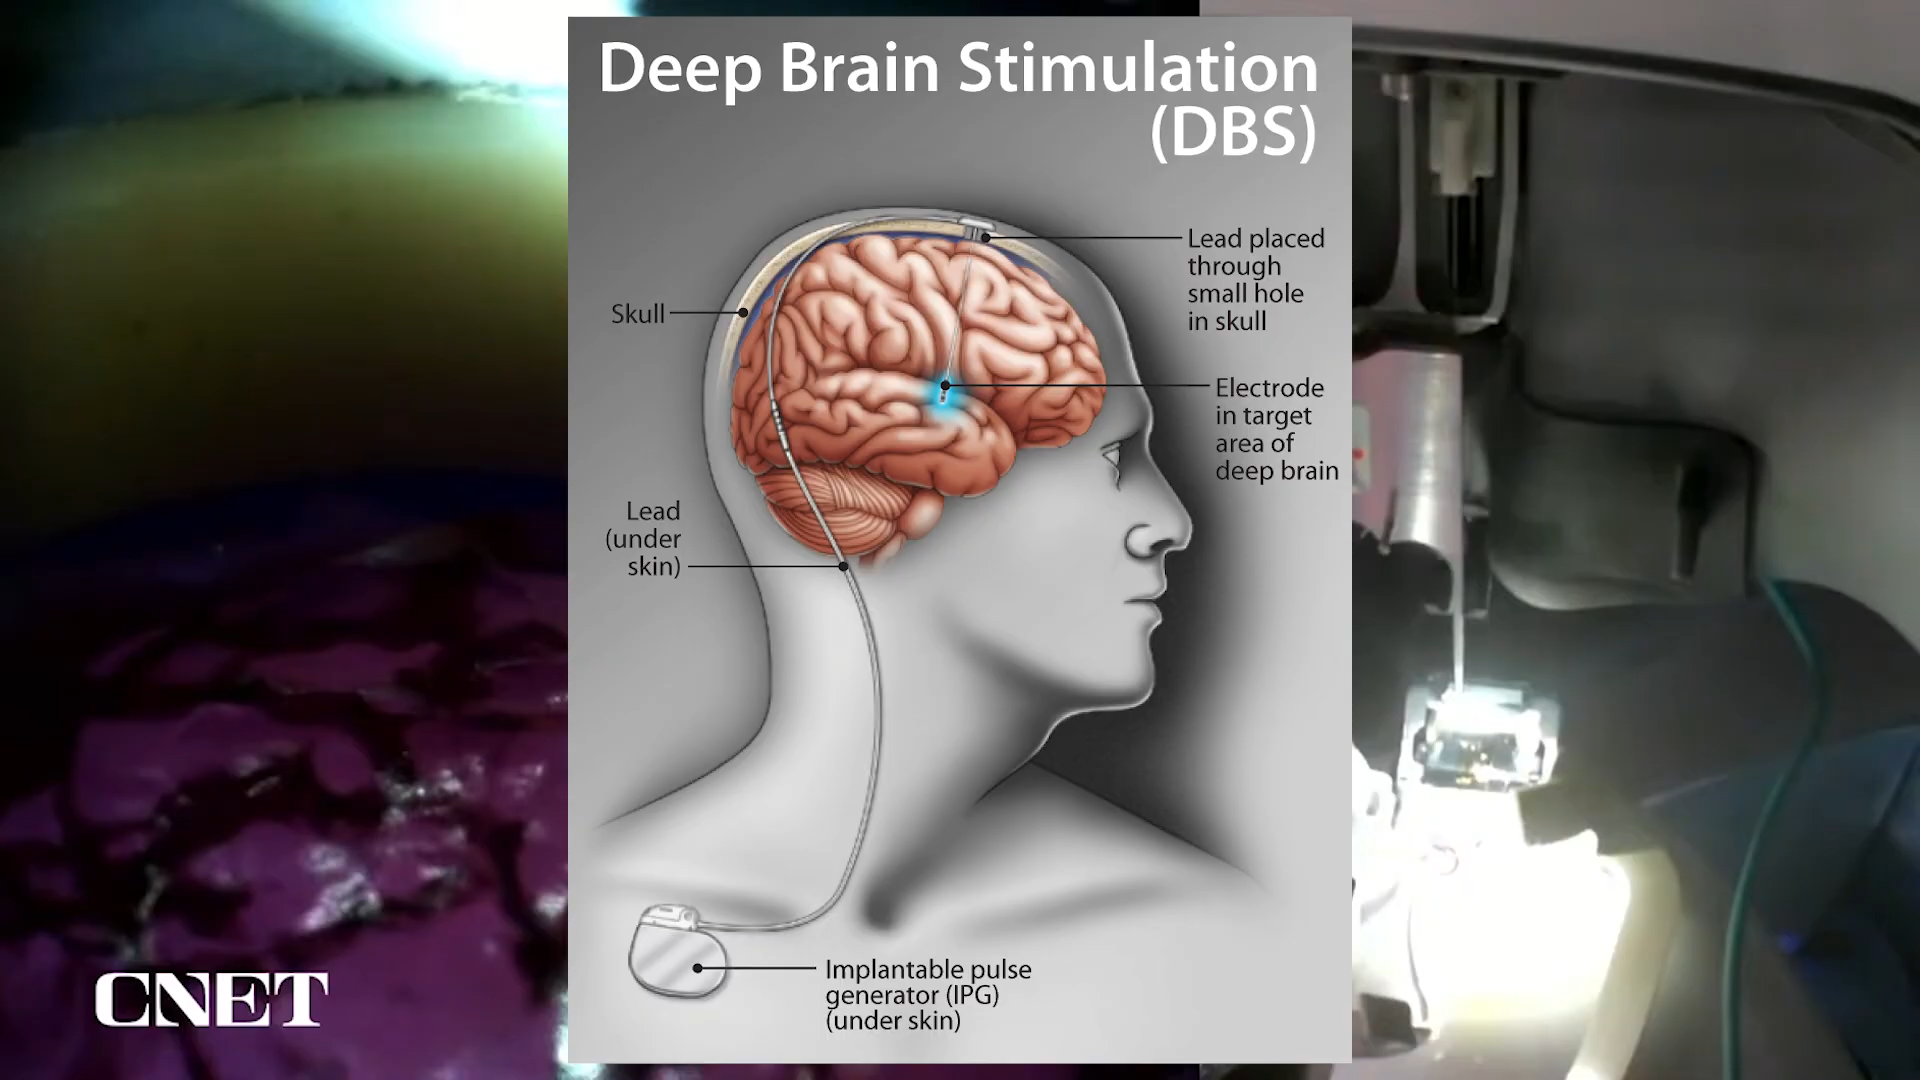 Deep Brain Stimulation
(DBS)
Lead placed
through
small hole
in skull
Skull
Electrode
in target
area of
deep brain
Lead
(under
skin)
Implantable pulse
generator (IPG)
(under skin)
CNET